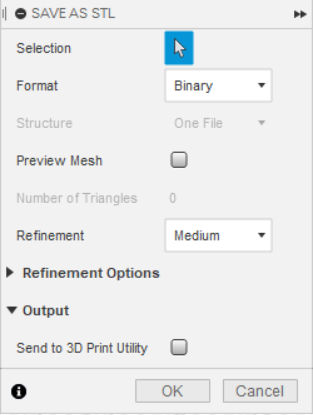 SAVE AS STL
Selection
Format Binary
Structure One File
Preview Mesh
Number of Triangles 0
Refinement Medium
Refinement Options
Output
Send to 3D Print Utility
OK Cancel